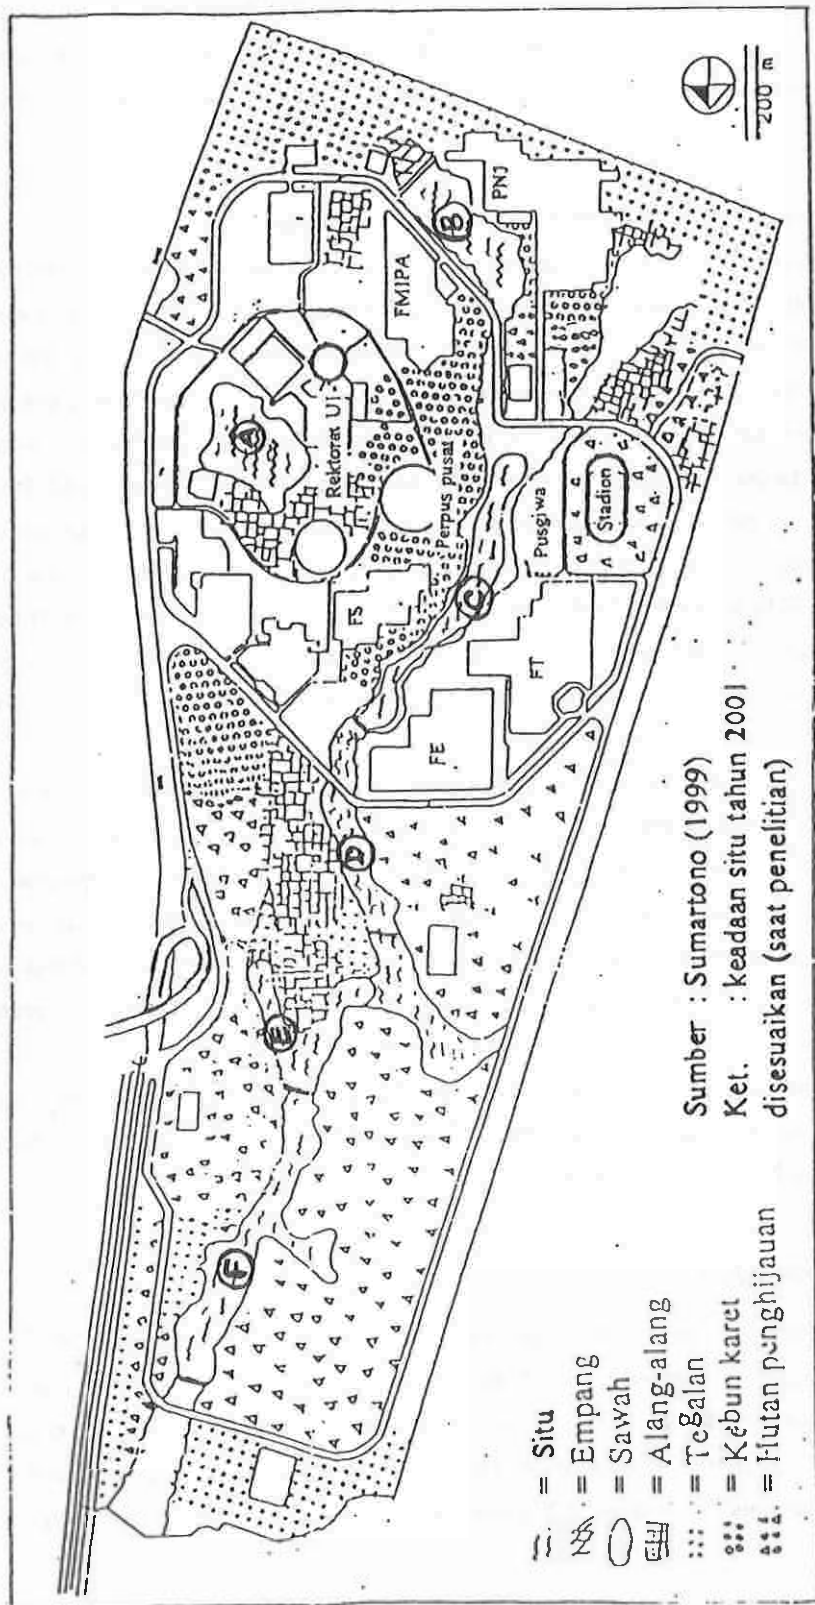 A
B
C
D
E
F
FMIPA
PNJ
Rektorat UI
Perpus pusat
FS
Pusgiwa
Stadion
FT
FE
200 m
= Situ
= Empang
= Sawah
= Alang-alang
= Tegalan
= Kebun karet
= Hutan penghijauan
Sumber : Sumartono (1999)
Ket. : keadaan situ tahun 2001
disesuaikan (saat penelitian)